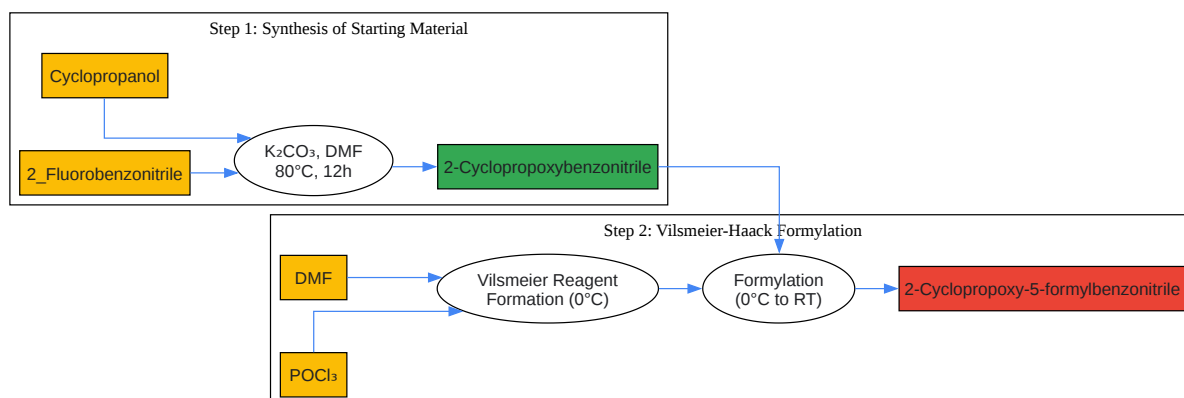 Step 1: Synthesis of Starting Material
Cyclopropanol
2_Fluorobenzonitrile
K₂CO₃, DMF
80°C, 12h
2-Cyclopropoxybenzonitrile
Step 2: Vilsmeier-Haack Formylation
DMF
Vilsmeier Reagent
Formation (0°C)
Formylation
(0°C to RT)
2-Cyclopropoxy-5-formylbenzonitrile
POCl₃